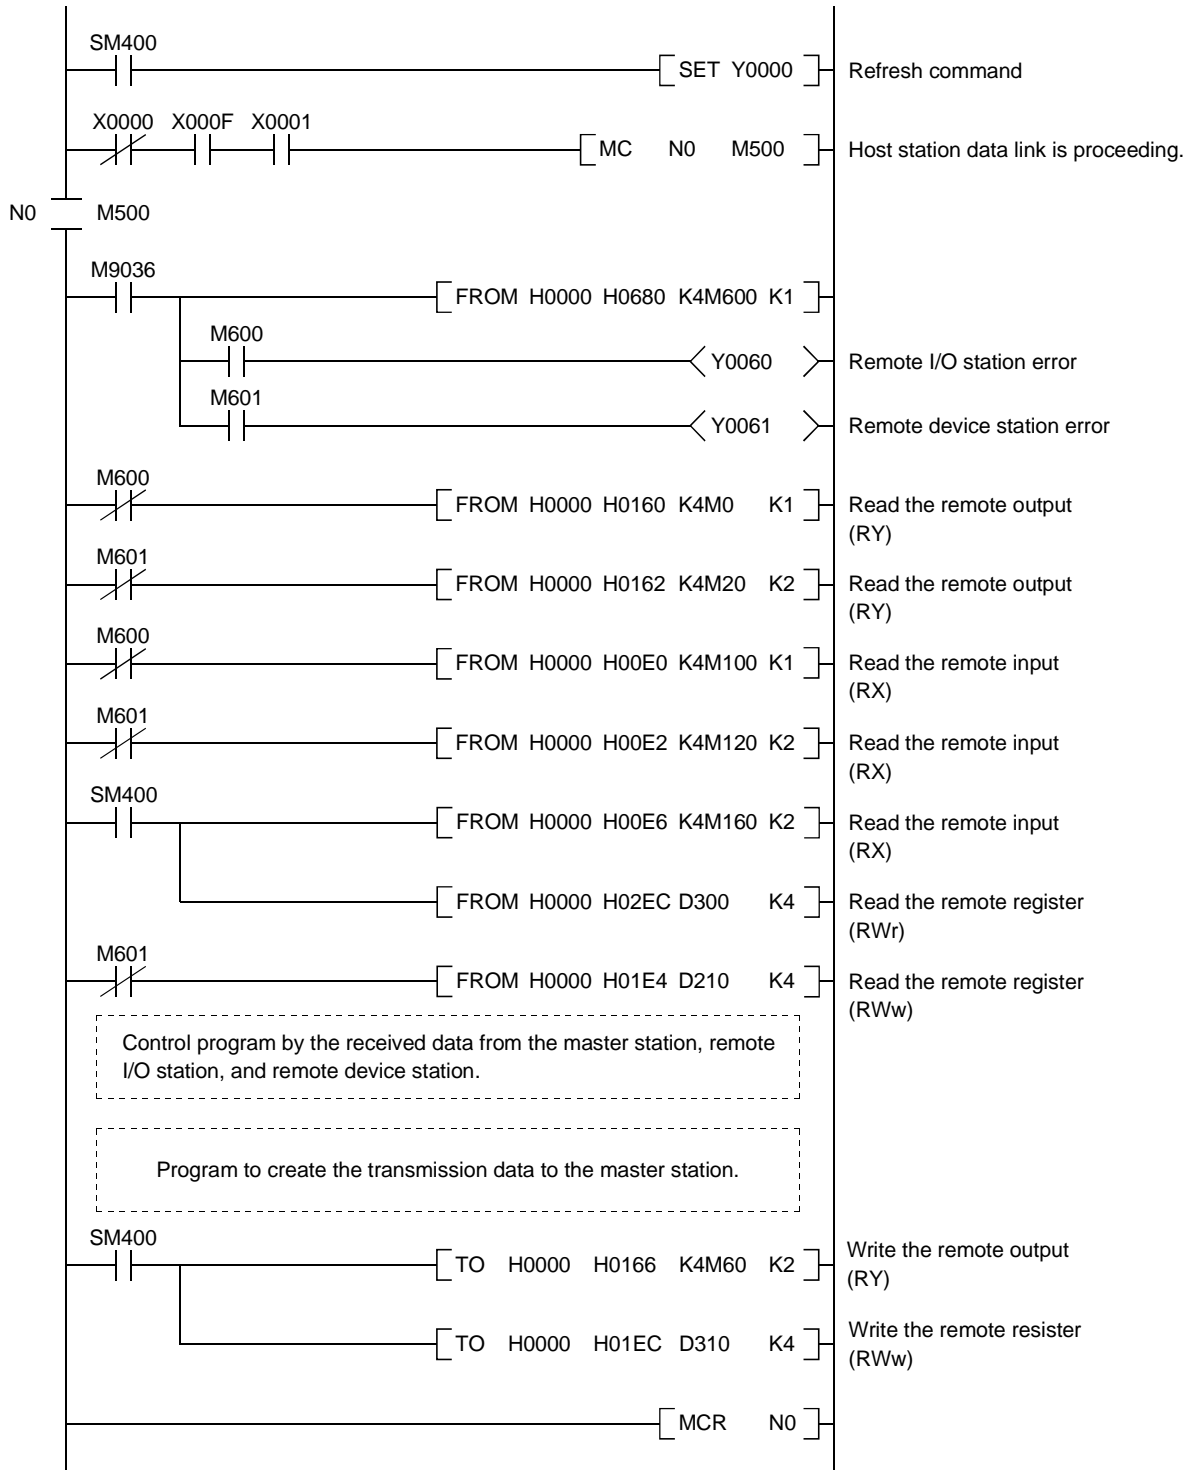 SM400
SET Y0000 Refresh command
X0000 X000F X0001
MC N0 M500 Host station data link is proceeding.
N0 M500
M9036
FROM H0000 H0680 K4M600 K1
M600
Y0060 Remote I/O station error
M601
Y0061 Remote device station error
M600
FROM H0000 H0160 K4M0 K1 Read the remote output
(RY)
M601
FROM H0000 H0162 K4M20 K2 Read the remote output
(RY)
M600
FROM H0000 H00E0 K4M100 K1 Read the remote input
(RX)
M601
FROM H0000 H00E2 K4M120 K2 Read the remote input
(RX)
SM400
FROM H0000 H00E6 K4M160 K2 Read the remote input
(RX)
FROM H0000 H02EC D300 K4 Read the remote register
(RWr)
M601
FROM H0000 H01E4 D210 K4 Read the remote register
(RWw)
Control program by the received data from the master station, remote
I/O station, and remote device station.
Program to create the transmission data to the master station.
SM400
TO H0000 H0166 K4M60 K2 Write the remote output
(RY)
TO H0000 H01EC D310 K4 Write the remote resister
(RWw)
MCR N0